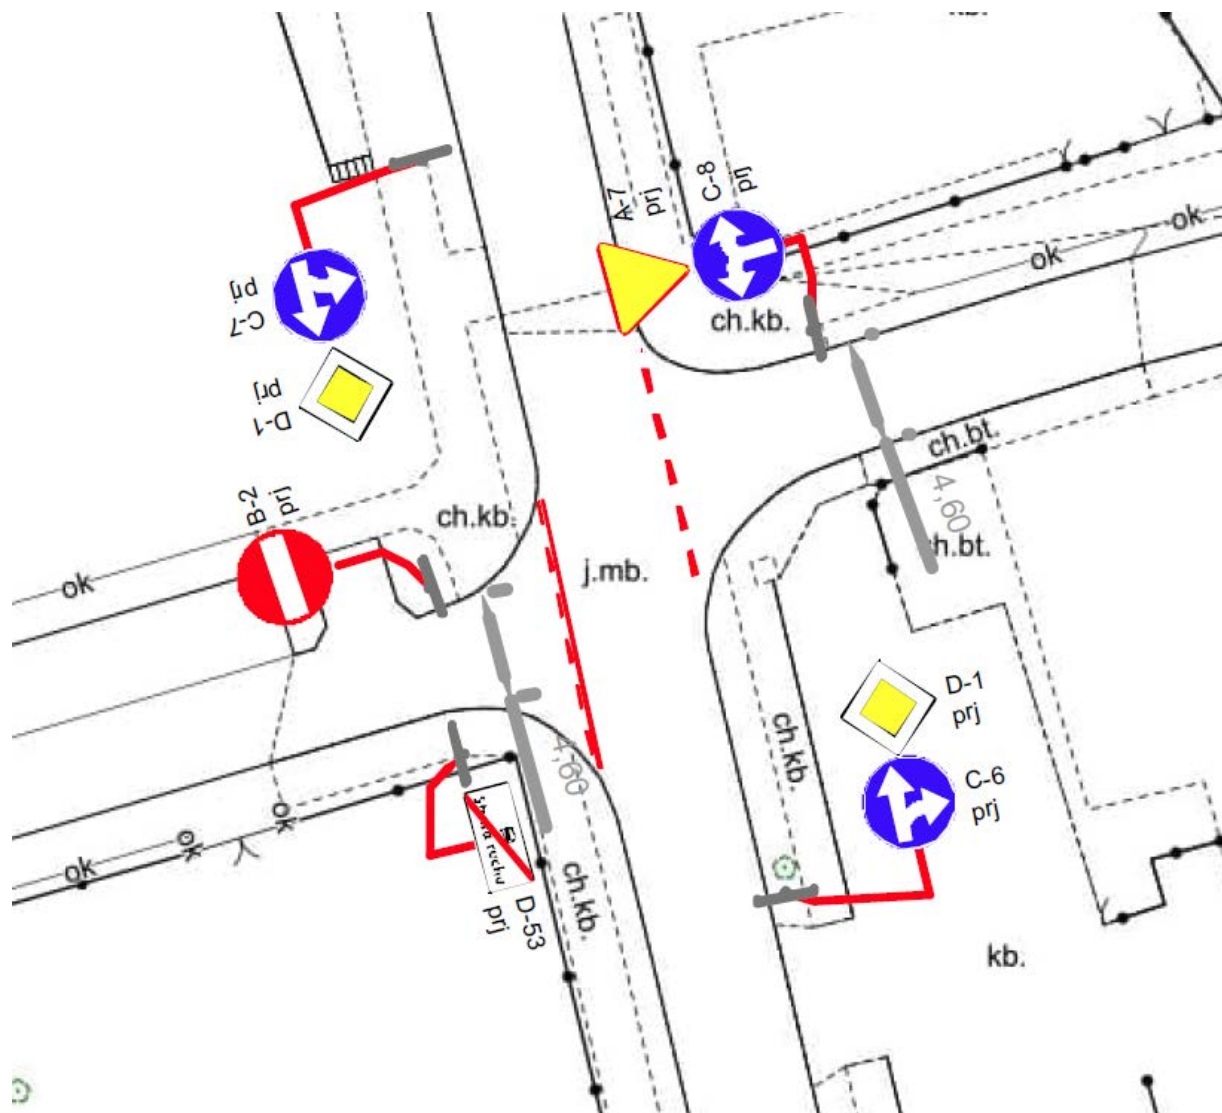 kb.
C-8
prj
A-7
prj
ok
ok
ch.kb.
C-7
prj
D-1
prj
B-2
prj
ch.kb.
ch.bt.
4,60
ch.bt.
j.mb.
ok
D-1
prj
ch.kb.
4,60
C-6
prj
ok
ok
ok
Strefa ruchu
D-53
prj
ch.kb.
kb.